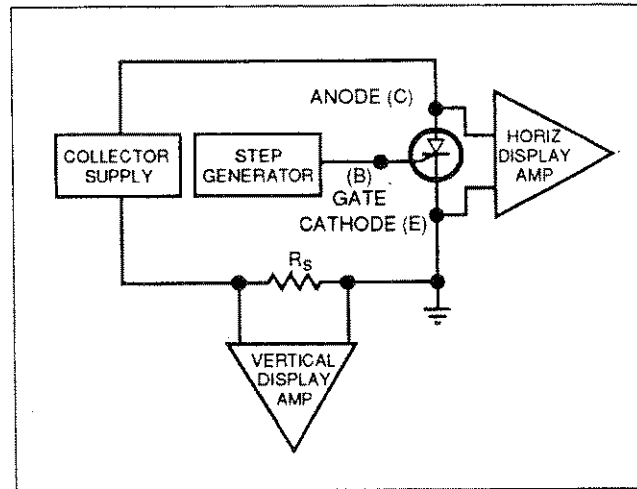 ANODE (C)
HORIZ
DISPLAY
AMP
COLLECTOR
SUPPLY
STEP
GENERATOR
(B)
GATE
CATHODE (E)
RS
VERTICAL
DISPLAY
AMP